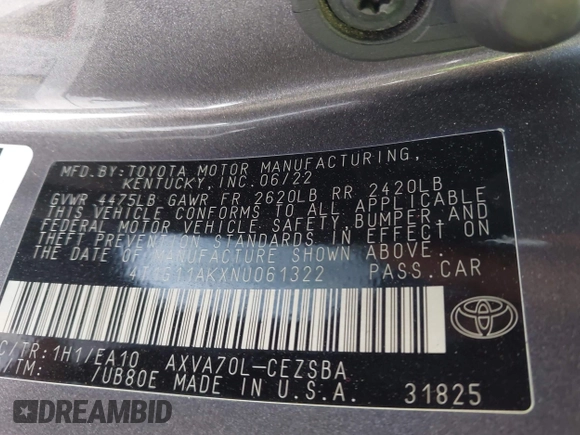 MFD.BY:TOYOTA MOTOR MANUFACTURING,
KENTUCKY,INC.06/22
GVWR 4475LB GAWR FR 2620LB RR 2420LB
THIS VEHICLE CONFORMS TO ALL APPLICABLE
FEDERAL MOTOR VEHICLE SAFETY,BUMPER,AND
THEFT PREVENTION STANDARDS IN EFFECT ON
THE DATE OF MANUFACTURE SHOWN ABOVE.
4T1G11AKXNU061322 PASS.CAR
C/TR:1H1/EA10 AXVA70L-CEZSBA
/TM: 7UB80E MADE IN U.S.A. 31825
DREAMBID